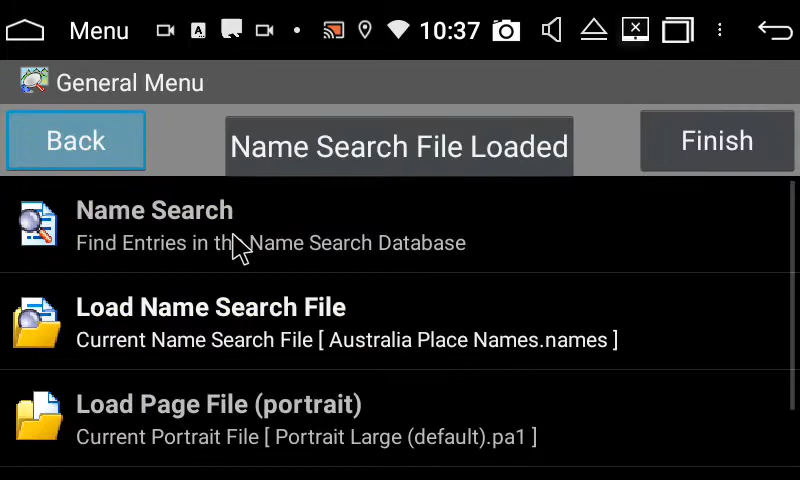 Menu
A
10:37
General Menu
Back
Name Search File Loaded
Finish
Name Search
Find Entries in th Name Search Database
Load Name Search File
Current Name Search File [ Australia Place Names.names ]
Load Page File (portrait)
Current Portrait File [ Portrait Large (default).pa1 ]